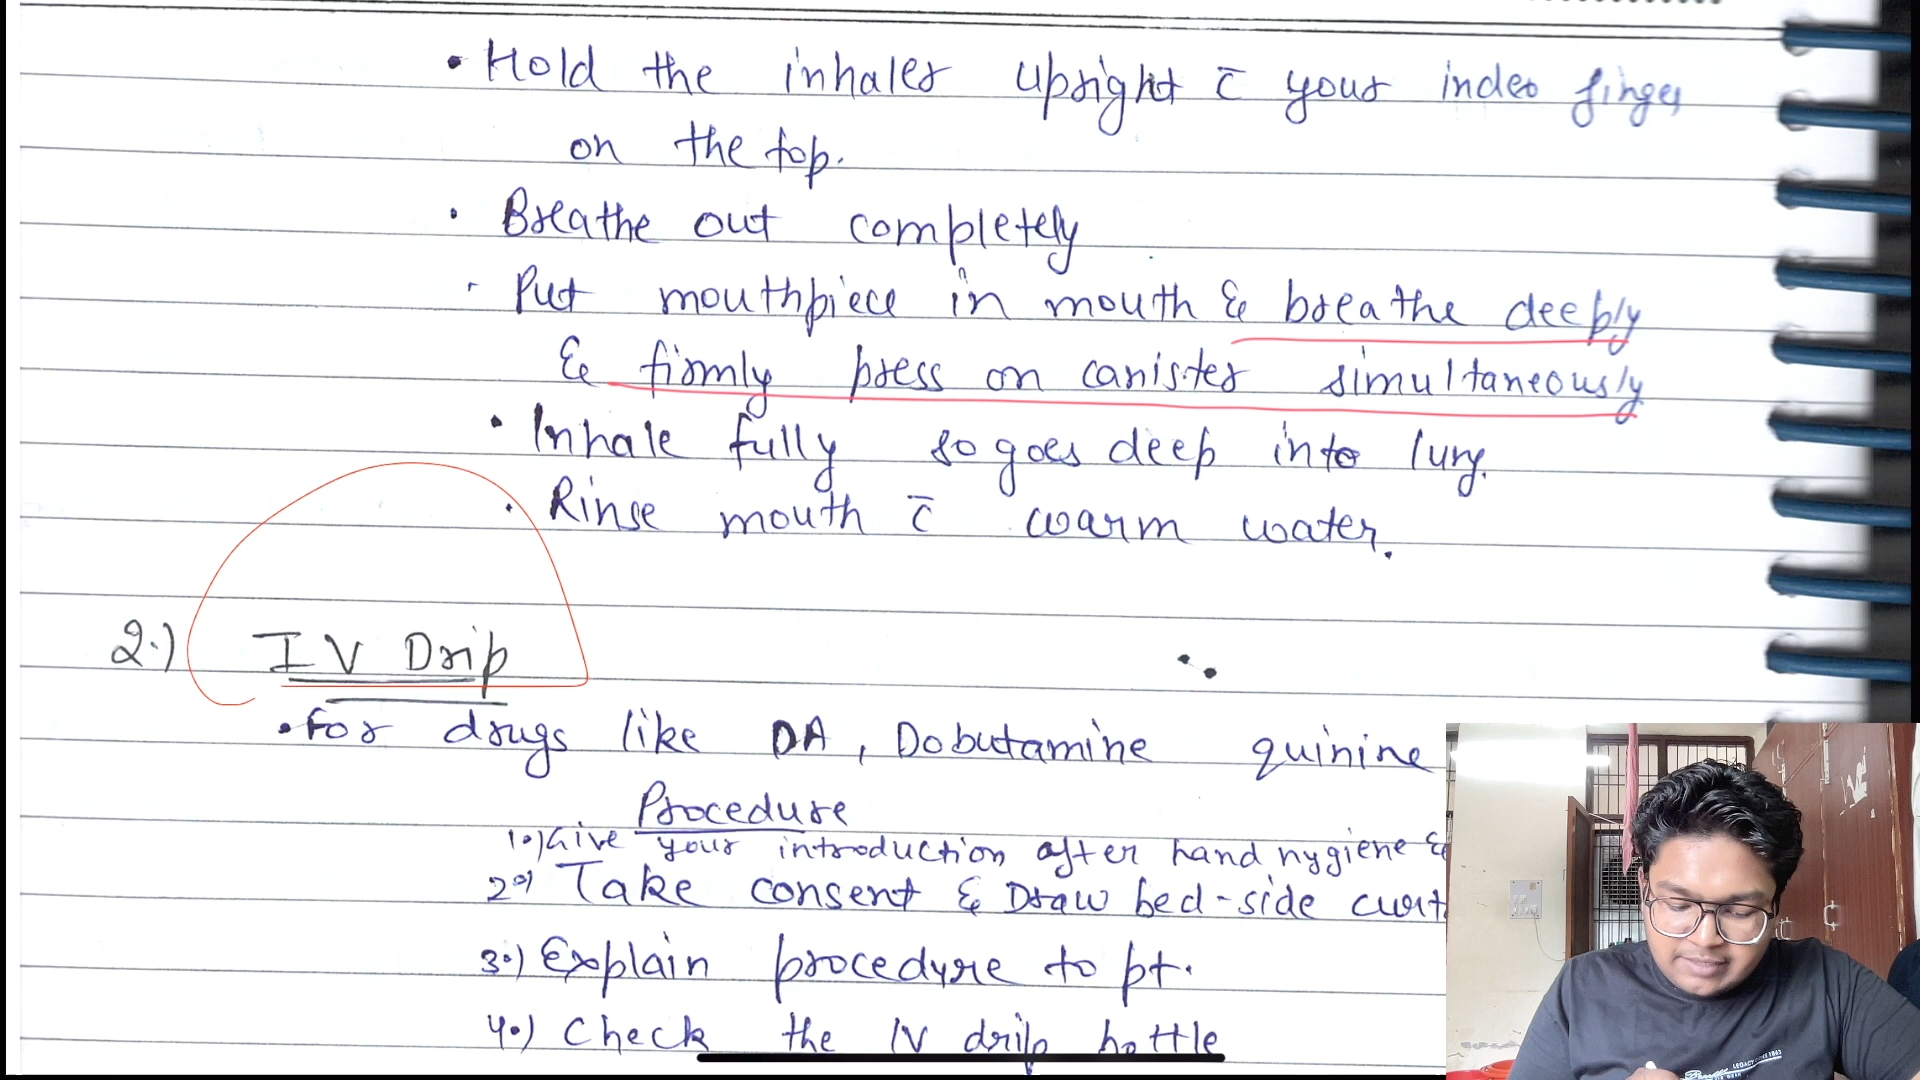 • Hold the inhaler upright c̄ your index finger
on the top.
• Breathe out completely
• Put mouthpiece in mouth & breathe deeply
& firmly press on canister simultaneously
• Inhale fully so goes deep into lung.
• Rinse mouth c̄ warm water.
2.) IV Drip
• For drugs like DA, Dobutamine quinine
Procedure
1.) Give your introduction after hand hygiene &
2.) Take consent & Draw bed-side curt
3.) Explain procedure to pt.
4.) Check the IV drip bottle